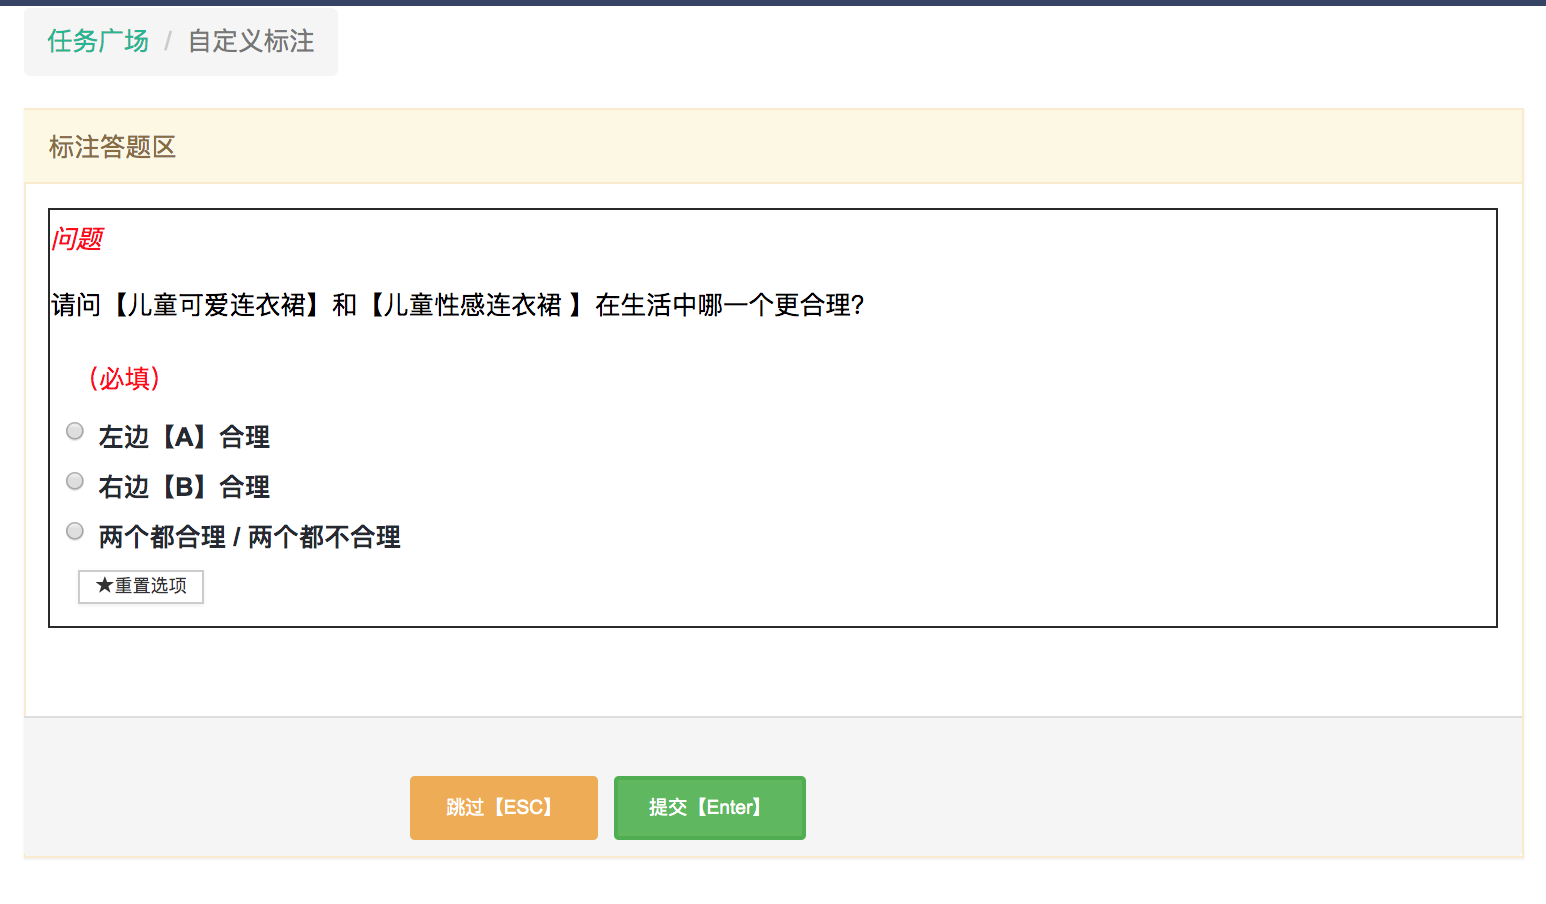 任务广场 / 自定义标注
标注答题区
问题
请问【儿童可爱连衣裙】和【儿童性感连衣裙 】在生活中哪一个更合理?
（必填）
左边【A】合理
右边【B】合理
两个都合理 / 两个都不合理
★重置选项
跳过【ESC】 提交【Enter】